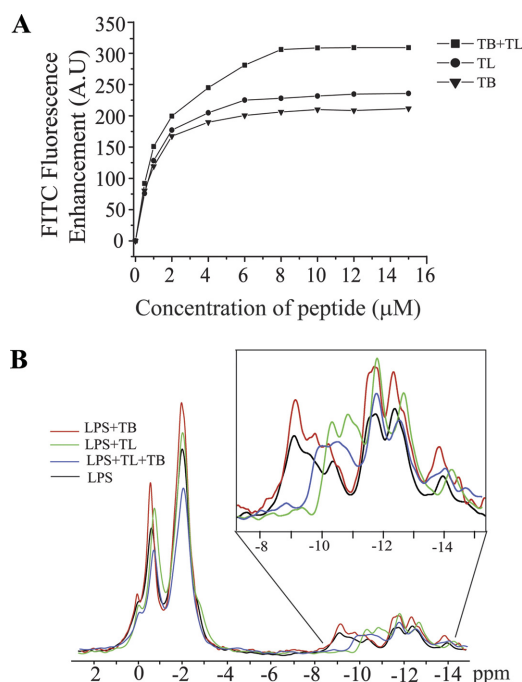 A
350
300
250
200
150
100
50
0
FITC Fluorescence
Enhancement (A.U)
0 2 4 6 8 10 12 14 16
Concentration of peptide (μM)
TB+TL
TL
TB
B
LPS+TB
LPS+TL
LPS+TL+TB
LPS
-8 -10 -12 -14
2 0 -2 -4 -6 -8 -10 -12 -14 ppm